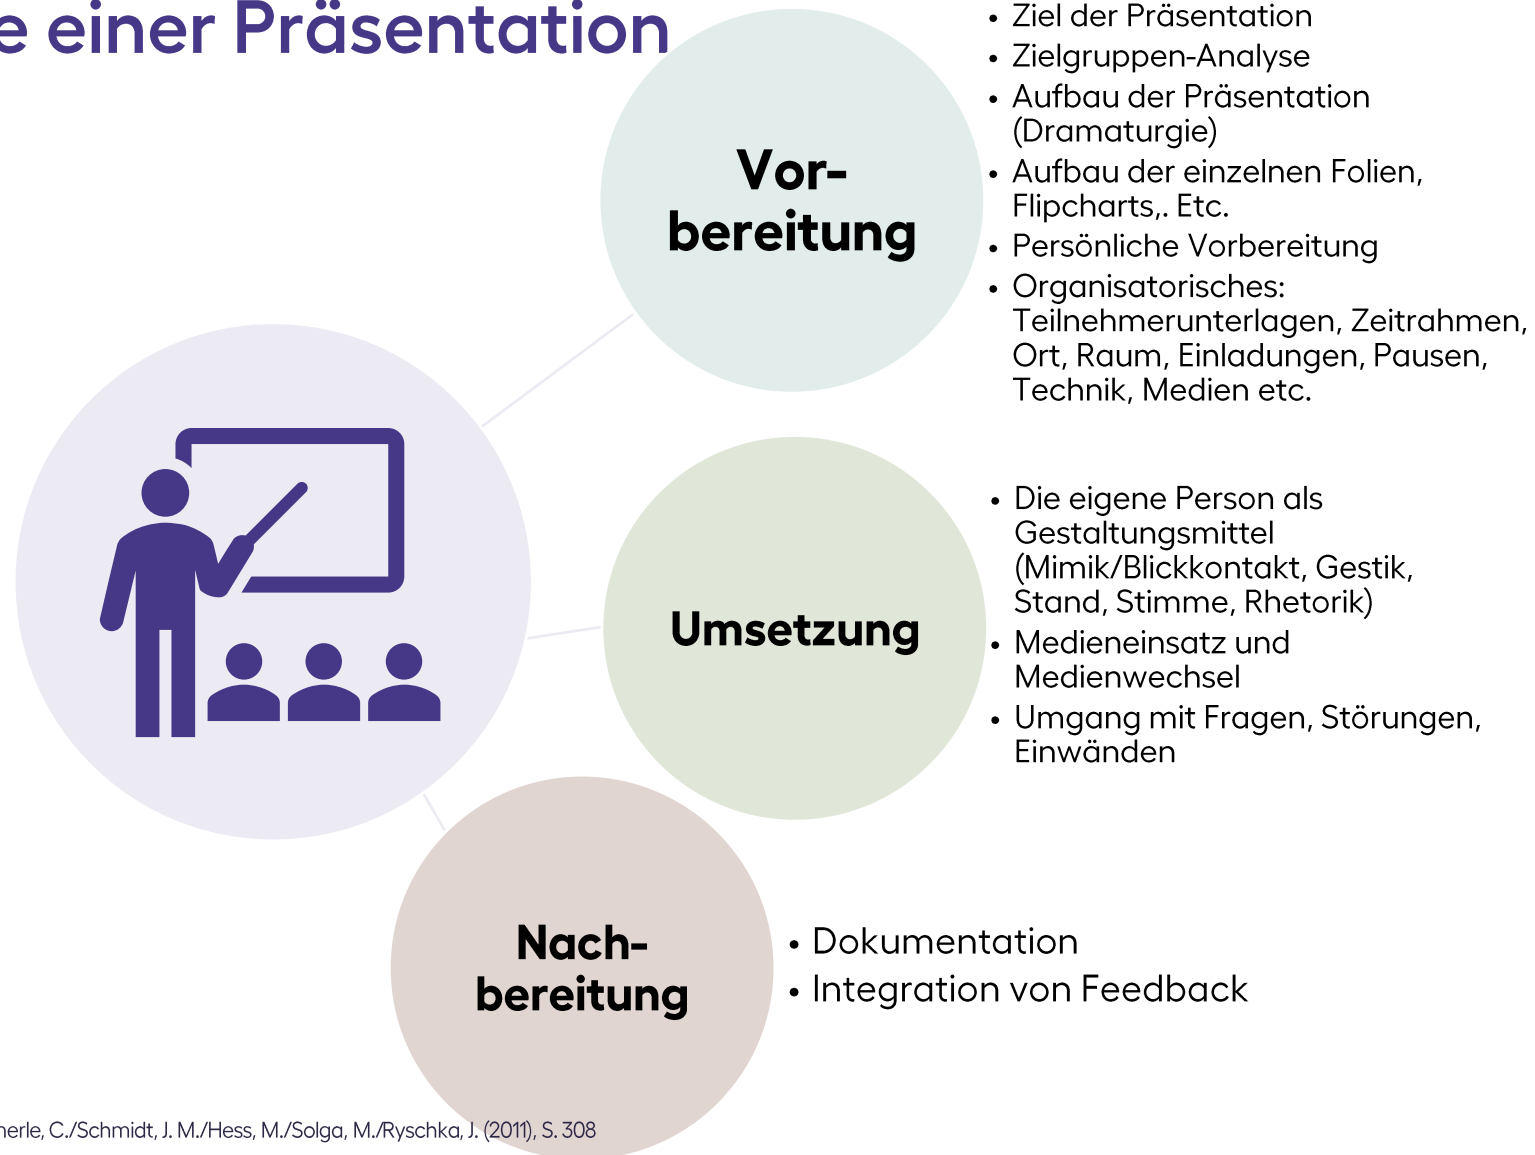 e einer Präsentation
Vor-
bereitung
• Ziel der Präsentation
• Zielgruppen-Analyse
• Aufbau der Präsentation
(Dramaturgie)
• Aufbau der einzelnen Folien,
Flipcharts,. Etc.
• Persönliche Vorbereitung
• Organisatorisches:
Teilnehmerunterlagen, Zeitrahmen,
Ort, Raum, Einladungen, Pausen,
Technik, Medien etc.
Umsetzung
• Die eigene Person als
Gestaltungsmittel
(Mimik/Blickkontakt, Gestik,
Stand, Stimme, Rhetorik)
• Medieneinsatz und
Medienwechsel
• Umgang mit Fragen, Störungen,
Einwänden
Nach-
bereitung
• Dokumentation
• Integration von Feedback
nerle, C./Schmidt, J. M./Hess, M./Solga, M./Ryschka, J. (2011), S. 308